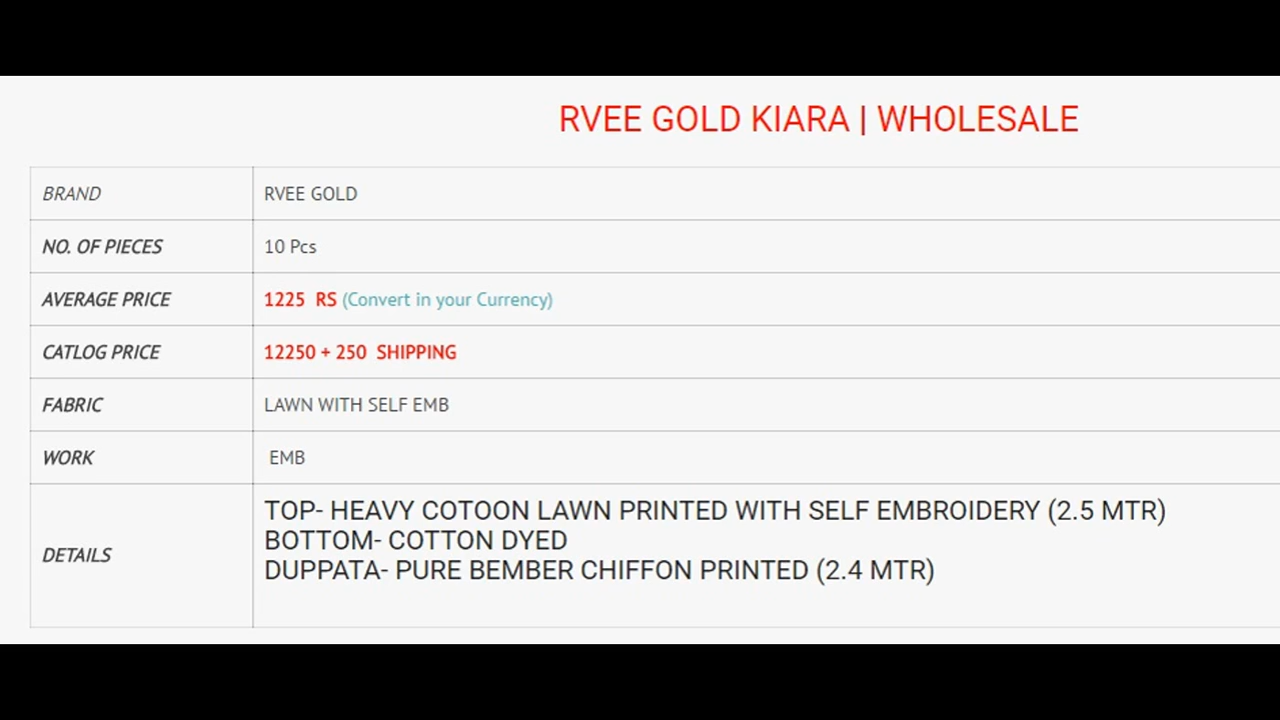 RVEE GOLD KIARA | WHOLESALE
BRAND RVEE GOLD
NO. OF PIECES 10 Pcs
AVERAGE PRICE 1225 RS (Convert in your Currency)
CATLOG PRICE 12250 + 250 SHIPPING
FABRIC LAWN WITH SELF EMB
WORK EMB
DETAILS
TOP- HEAVY COTOON LAWN PRINTED WITH SELF EMBROIDERY (2.5 MTR)
BOTTOM- COTTON DYED
DUPPATA- PURE BEMBER CHIFFON PRINTED (2.4 MTR)